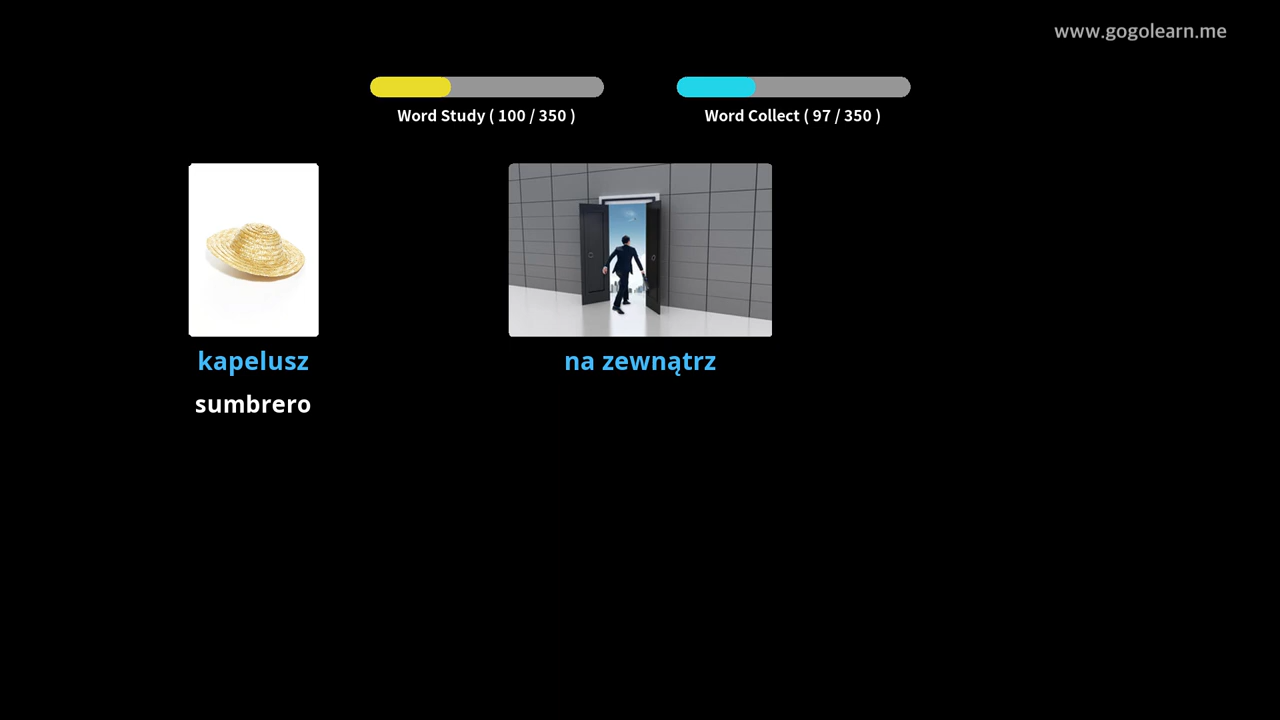 www.gogolearn.me
Word Study ( 100 / 350 )
Word Collect ( 97 / 350 )
kapelusz
na zewnątrz
sumbrero